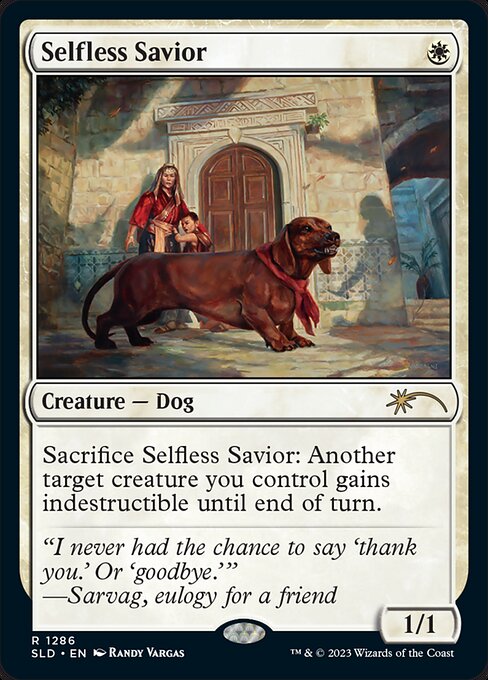 Selfless Savior
Creature — Dog
Sacrifice Selfless Savior: Another
target creature you control gains
indestructible until end of turn.
“I never had the chance to say ‘thank
you.’ Or ‘goodbye.’”
—Sarvag, eulogy for a friend
1/1
R 1286
SLD • EN Randy Vargas
™ & © 2023 Wizards of the Coast